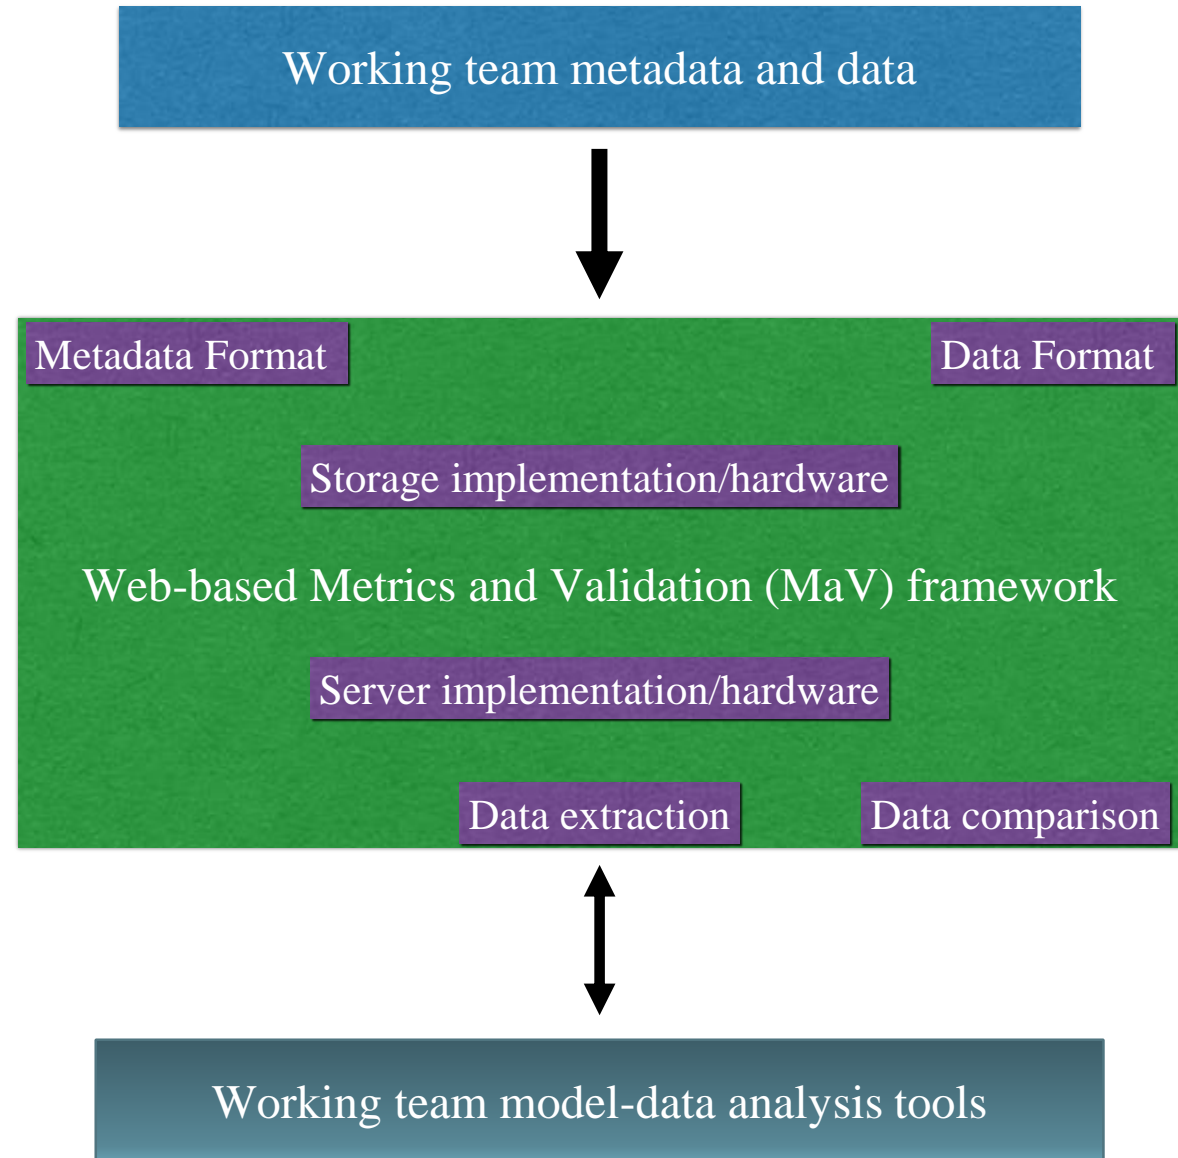 Working team metadata and data
Metadata Format
Data Format
Storage implementation/hardware
Web-based Metrics and Validation (MaV) framework
Server implementation/hardware
Data extraction
Data comparison
Working team model-data analysis tools